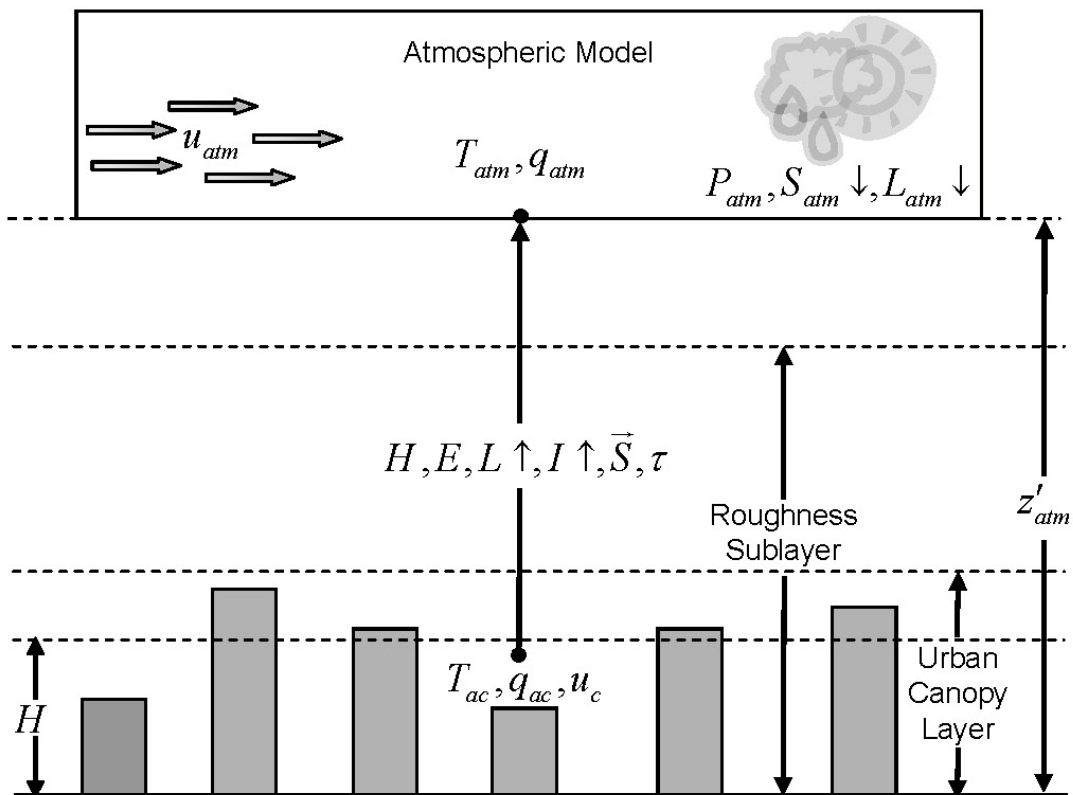 Atmospheric Model
u_atm
T_atm, q_atm
P_atm, S_atm ↓, L_atm ↓
H, E, L ↑, I ↑, S⃗, τ
z′_atm
Roughness
Sublayer
T_ac, q_ac, u_c
Urban
Canopy
Layer
H